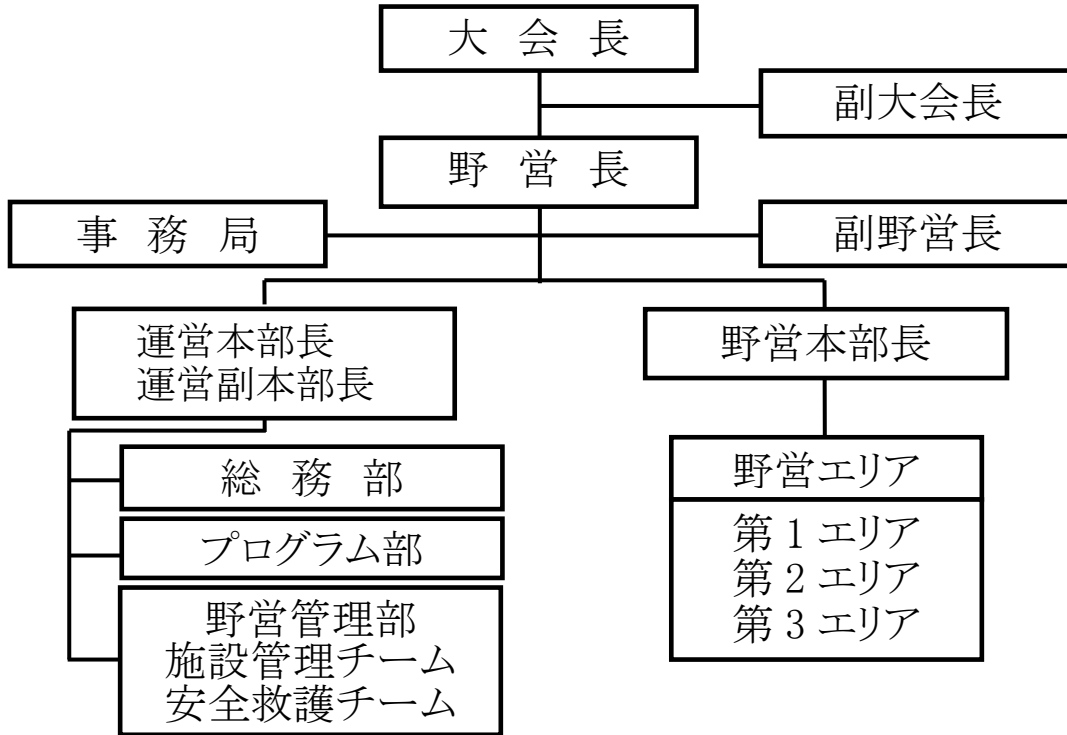 大 会 長
副大会長
野 営 長
事 務 局
副野営長
運営本部長
運営副本部長
野営本部長
総 務 部
プログラム部
野営管理部
施設管理チーム
安全救護チーム
野営エリア
第1エリア
第2エリア
第3エリア